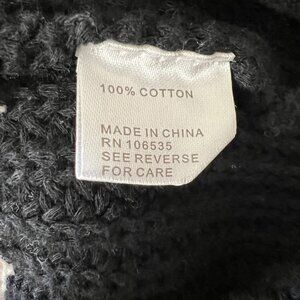 100% COTTON
MADE IN CHINA
RN 106535
SEE REVERSE
FOR CARE